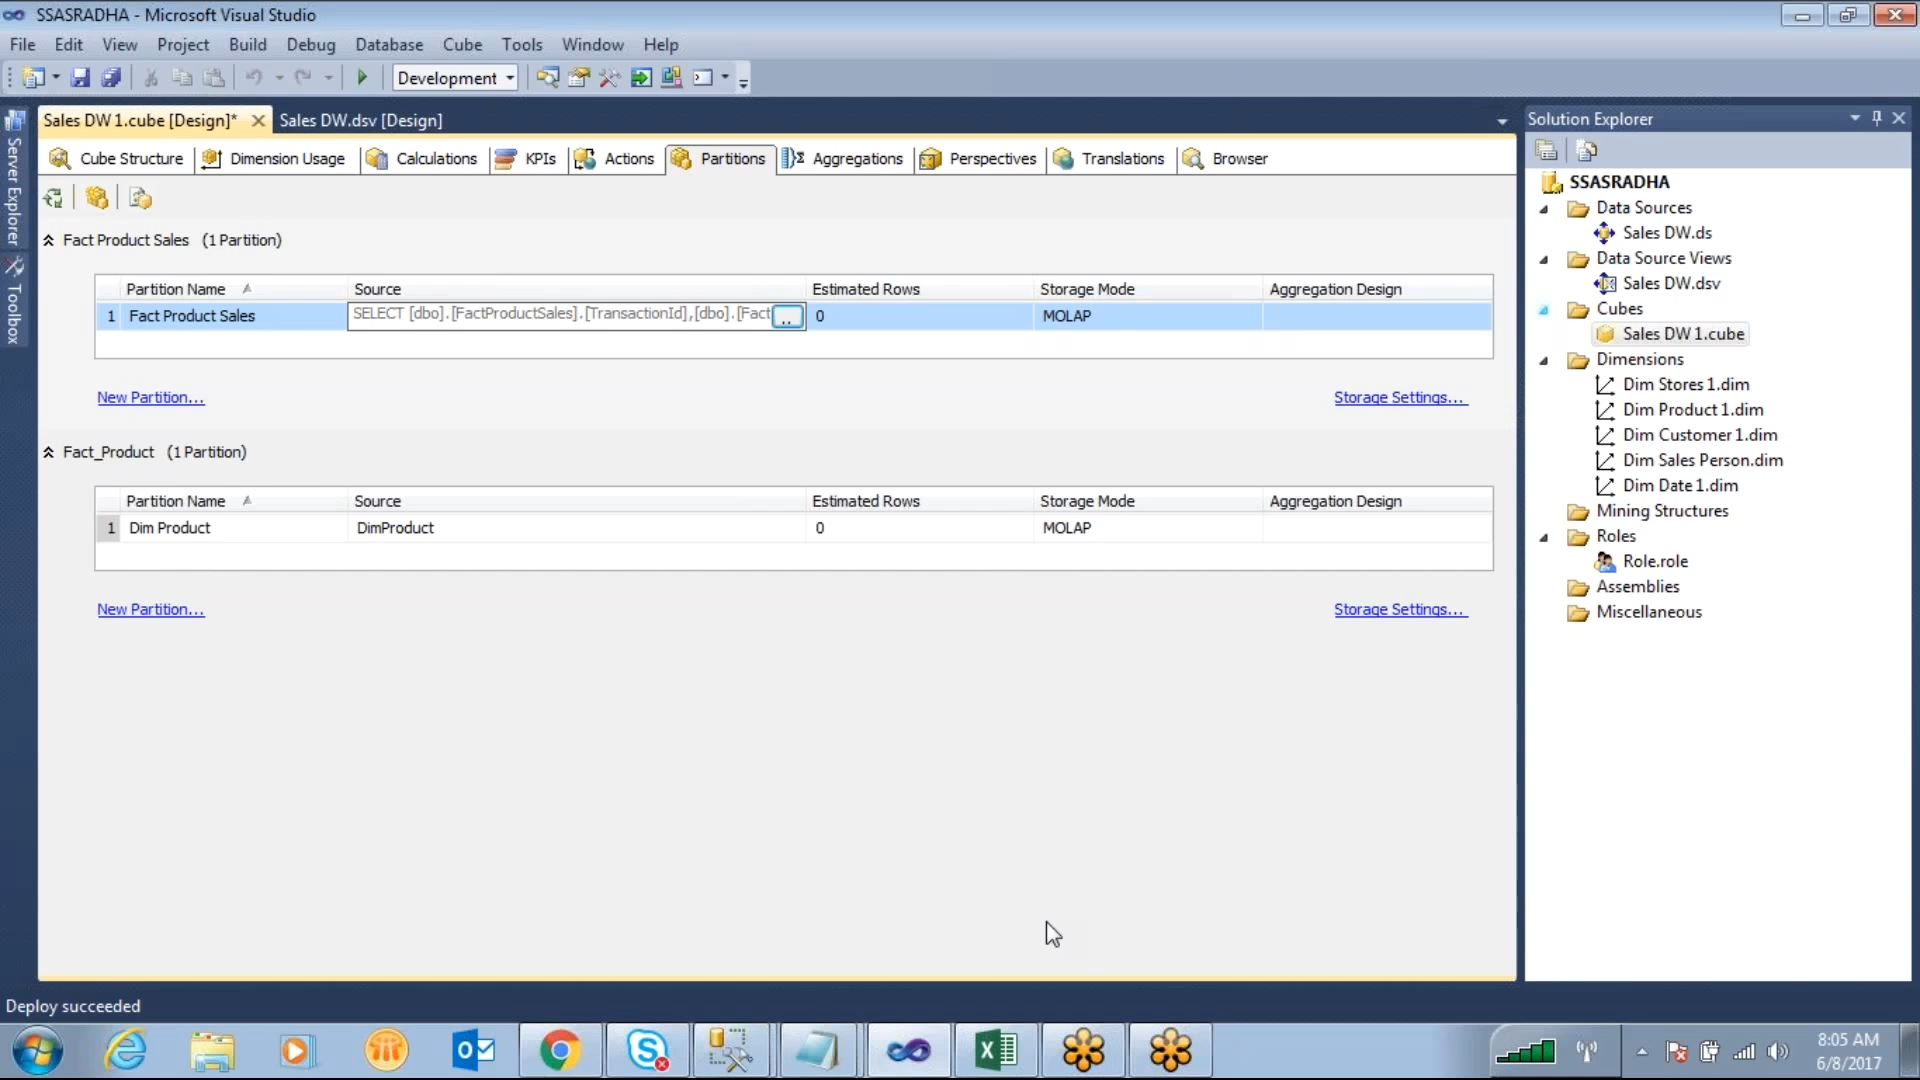 SSASRADHA - Microsoft Visual Studio
File Edit View Project Build Debug Database Cube Tools Window Help
Development
Sales DW 1.cube [Design]* Sales DW.dsv [Design]
Cube Structure Dimension Usage Calculations KPIs Actions Partitions Aggregations Perspectives Translations Browser
Server Explorer
Toolbox
Fact Product Sales (1 Partition)
Partition Name Source Estimated Rows Storage Mode Aggregation Design
1 Fact Product Sales SELECT [dbo].[FactProductSales].[TransactionId],[dbo].[Fact .. 0 MOLAP
New Partition... Storage Settings...
Fact_Product (1 Partition)
Partition Name Source Estimated Rows Storage Mode Aggregation Design
1 Dim Product DimProduct 0 MOLAP
New Partition... Storage Settings...
Solution Explorer
SSASRADHA
Data Sources
Sales DW.ds
Data Source Views
Sales DW.dsv
Cubes
Sales DW 1.cube
Dimensions
Dim Stores 1.dim
Dim Product 1.dim
Dim Customer 1.dim
Dim Sales Person.dim
Dim Date 1.dim
Mining Structures
Roles
Role.role
Assemblies
Miscellaneous
Deploy succeeded
8:05 AM
6/8/2017